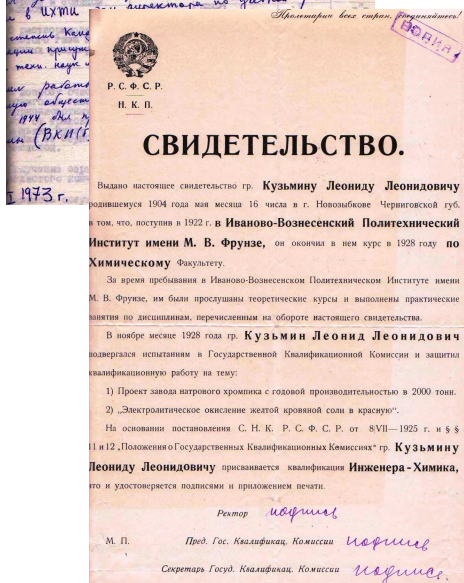 в ИХТИ
директора по
1944 был
(ВКП(б)
1973 г.
Пролетарии всех стран, соединяйтесь!
КОПИЯ
Р. С. Ф. С. Р.
Н. К. П.
СВИДЕТЕЛЬСТВО.
Выдано настоящее свидетельство гр. Кузьмину Леониду Леонидовичу
родившемуся 1904 года мая месяца 16 числа в г. Новозыбкове Черниговской губ.
в том, что, поступив в 1922 г. в Иваново-Вознесенский Политехнический
Институт имени М. В. Фрунзе, он окончил в нем курс в 1928 году по
Химическому Факультету.
За время пребывания в Иваново-Вознесенском Политехническом Институте имени
М. В. Фрунзе, им были прослушаны теоретические курсы и выполнены практические
занятия по дисциплинам, перечисленным на обороте настоящего свидетельства.
В ноябре месяце 1928 года гр. Кузьмин Леонид Леонидович
подвергался испытаниям в Государственной Квалификационной Комиссии и защитил
квалификационную работу на тему:
1) Проект завода натрового хромпика с годовой производительностью в 2000 тонн.
2) „Электролитическое окисление желтой кровяной соли в красную".
На основании постановления С. Н. К. Р. С. Ф. С. Р. от 8/VII—1925 г. и § §
11 и 12 „Положения о Государственных Квалификационных Комиссиях" гр. Кузьмину
Леониду Леонидовичу присваивается квалификация Инженера-Химика,
что и удостоверяется подписями и приложением печати.
Ректор подпись
М. П. Пред. Гос. Квалификац. Комиссии подпись
Секретарь Госуд. Квалификац. Комиссии подпись.